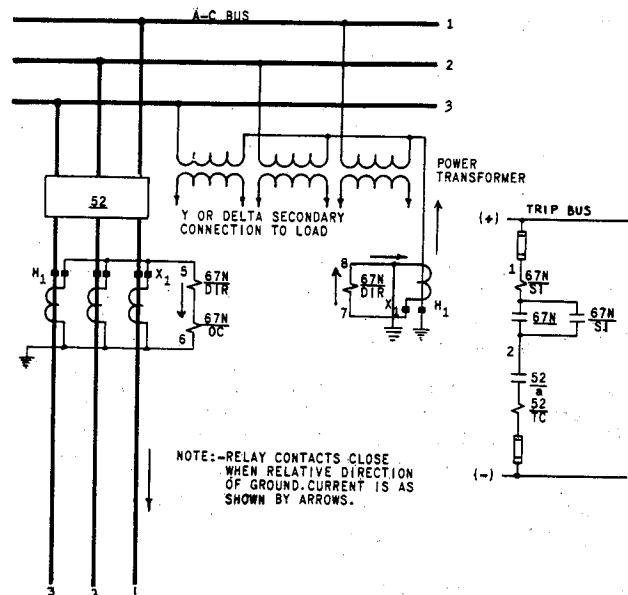 A-C BUS
1
2
3
52
POWER
TRANSFORMER
Y OR DELTA SECONDARY
CONNECTION TO LOAD
TRIP BUS
(+)
H1
X1
5
67N
DIR
67N
OC
6
8
67N
DIR
7
X1
H1
1
67N
SI
67N
67N
SI
2
52
a
52
TC
(-)
NOTE:-RELAY CONTACTS CLOSE
WHEN RELATIVE DIRECTION
OF GROUND.CURRENT IS AS
SHOWN BY ARROWS.
3
2
1